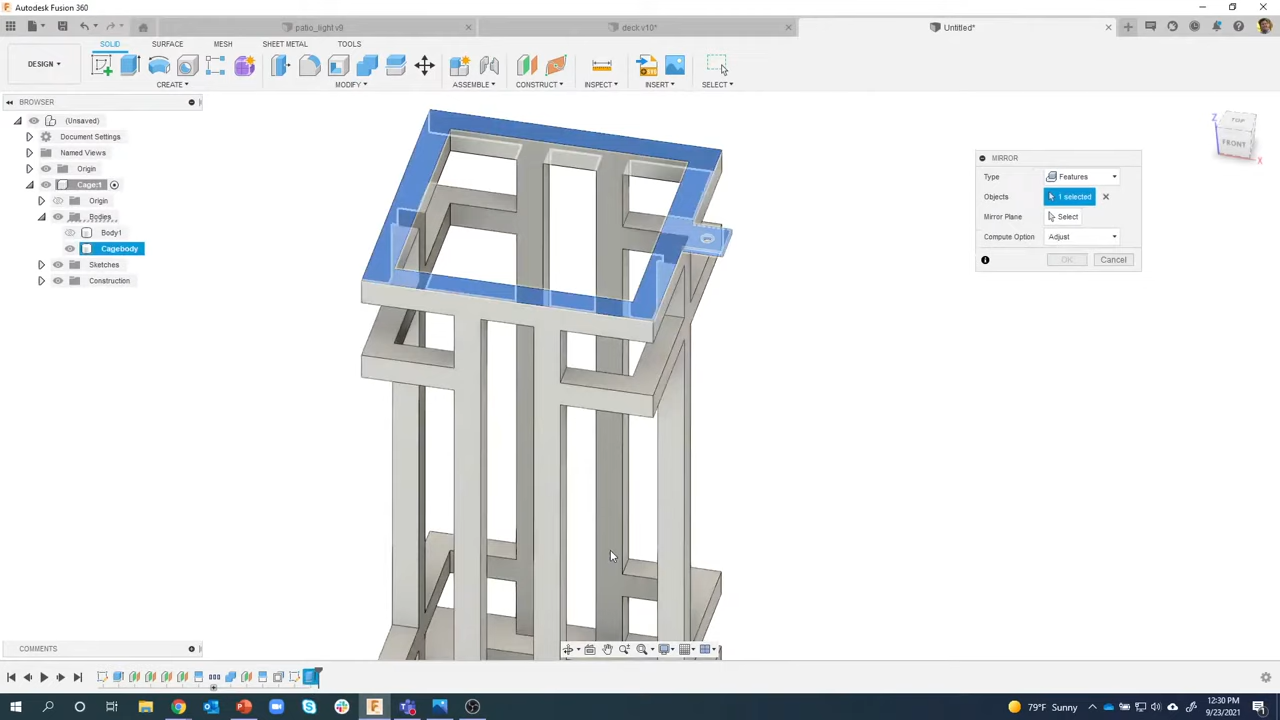 Autodesk Fusion 360
patio_light v9
deck v10*
Untitled*
SOLID
SURFACE
MESH
SHEET METAL
TOOLS
DESIGN
CREATE
MODIFY
ASSEMBLE
CONSTRUCT
INSPECT
INSERT
SELECT
BROWSER
(Unsaved)
Document Settings
Named Views
Origin
Cage:1
Origin
Bodies
Body1
Cagebody
Sketches
Construction
TOP
Z
FRONT
X
MIRROR
Type
Features
Objects
1 selected
Mirror Plane
Select
Compute Option
Adjust
OK
Cancel
COMMENTS
79°F Sunny
12:30 PM
9/23/2021